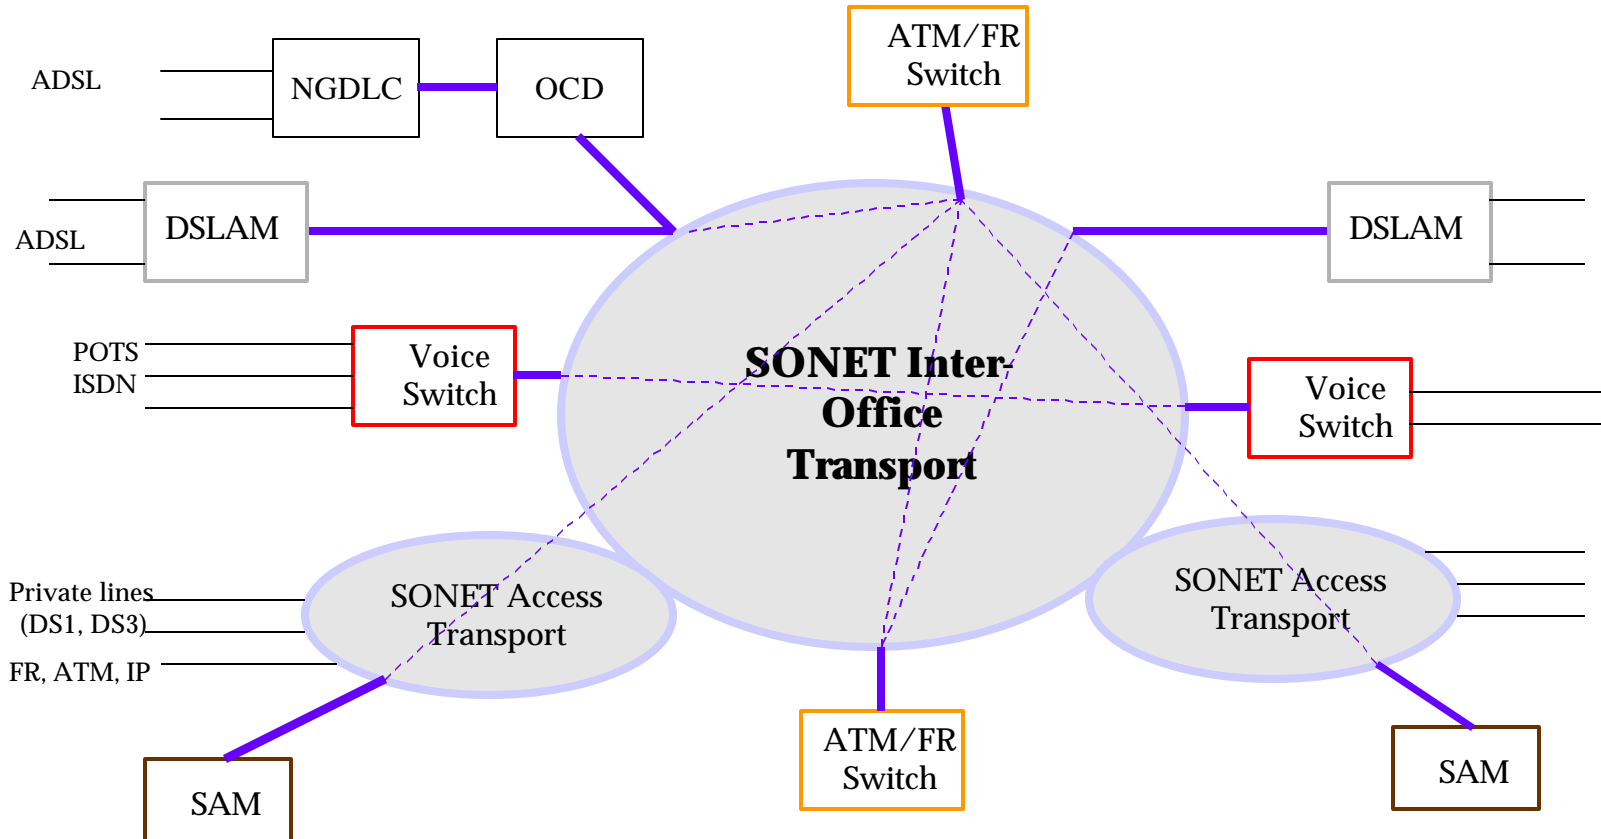 ATM/FR
Switch
ADSL
NGDLC
OCD
DSLAM
ADSL
DSLAM
POTS
ISDN
Voice
Switch
SONET Inter-
Office
Transport
Voice
Switch
Private lines
(DS1, DS3)
FR, ATM, IP
SONET Access
Transport
SONET Access
Transport
SAM
ATM/FR
Switch
SAM